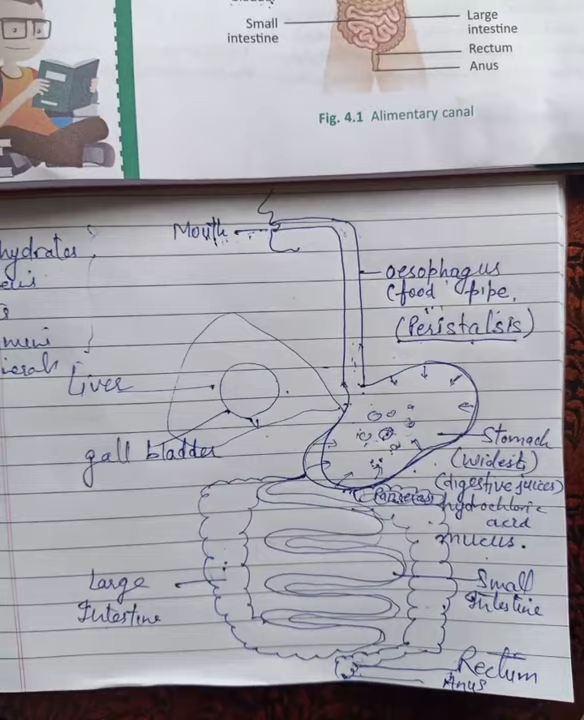 Small
intestine
Large
intestine
Rectum
Anus
Fig. 4.1 Alimentary canal
Mouth
hydrates
oesophagus
(food pipe,
(Peristalsis)
Liver
gall bladder
Stomach
(widest)
(digestive juices)
hydrochloric
acid
mucus.
Pancreas
Large
Intestine
Small
Intestine
Rectum
Anus